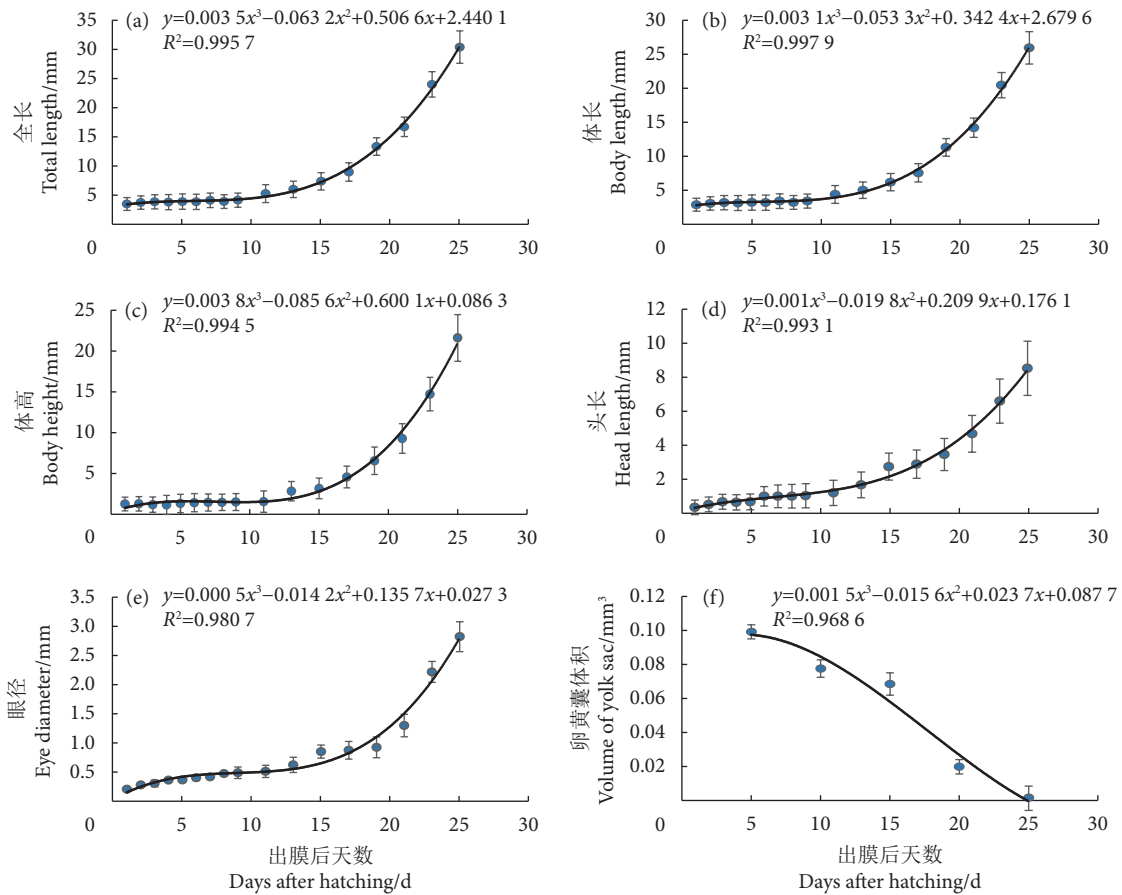 (a) y=0.003 5x³−0.063 2x²+0.506 6x+2.440 1
R²=0.995 7
35
30
25
20
15
10
5
0
5 10 15 20 25 30
全长
Total length/mm
(b) y=0.003 1x³−0.053 3x²+0. 342 4x+2.679 6
R²=0.997 9
30
25
20
15
10
5
0
5 10 15 20 25 30
体长
Body length/mm
(c) y=0.003 8x³−0.085 6x²+0.600 1x+0.086 3
R²=0.994 5
25
20
15
10
5
0
5 10 15 20 25 30
体高
Body height/mm
(d) y=0.001x³−0.019 8x²+0.209 9x+0.176 1
R²=0.993 1
12
10
8
6
4
2
0
5 10 15 20 25 30
头长
Head length/mm
(e) y=0.000 5x³−0.014 2x²+0.135 7x+0.027 3
R²=0.980 7
3.5
3.0
2.5
2.0
1.5
1.0
0.5
0
5 10 15 20 25 30
眼径
Eye diameter/mm
出膜后天数
Days after hatching/d
(f) y=0.001 5x³−0.015 6x²+0.023 7x+0.087 7
R²=0.968 6
0.12
0.10
0.08
0.06
0.04
0.02
0
5 10 15 20 25 30
卵黄囊体积
Volume of yolk sac/mm³
出膜后天数
Days after hatching/d